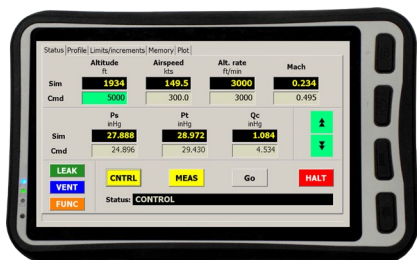 Status Profile Limits/increments Memory Plot
Altitude Airspeed Alt. rate Mach
ft kts ft/min
Sim 1934 149.5 3000 0.234
Cmd 5000 300.0 3000 0.495
Ps Pt Qc
inHg inHg inHg
Sim 27.888 28.972 1.084
Cmd 24.896 29.430 4.534
LEAK
VENT
FUNC
CNTRL MEAS Go HALT
Status: CONTROL